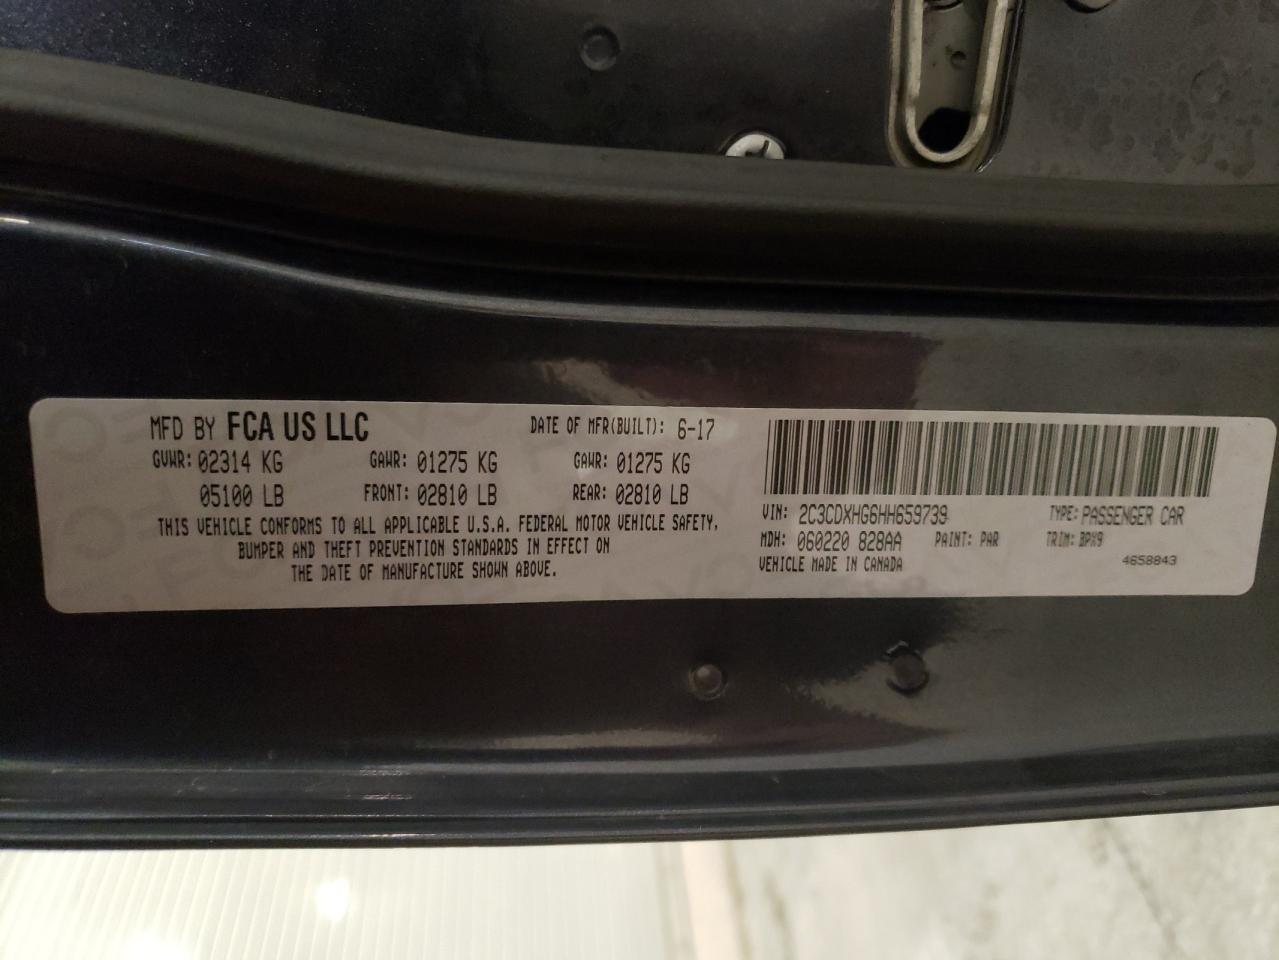 MFD BY FCA US LLC DATE OF MFR(BUILT): 6-17
GVWR: 02314 KG GAWR: 01275 KG GAWR: 01275 KG
05100 LB FRONT: 02810 LB REAR: 02810 LB
THIS VEHICLE CONFORMS TO ALL APPLICABLE U.S.A. FEDERAL MOTOR VEHICLE SAFETY,
BUMPER AND THEFT PREVENTION STANDARDS IN EFFECT ON
THE DATE OF MANUFACTURE SHOWN ABOVE.
VIN: 2C3CDXHG6HH659739 TYPE: PASSENGER CAR
MDH: 060220 828AA PAINT: PAR TRIM: BPX9
VEHICLE MADE IN CANADA 4658843